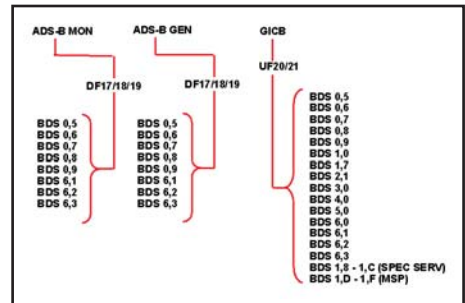 ADS-B MON
DF17/18/19
BDS 0,5
BDS 0,6
BDS 0,7
BDS 0,8
BDS 0,9
BDS 6,1
BDS 6,2
BDS 6,3
ADS-B GEN
DF17/18/19
BDS 0,5
BDS 0,6
BDS 0,7
BDS 0,8
BDS 0,9
BDS 6,1
BDS 6,2
BDS 6,3
GICB
UF20/21
BDS 0,5
BDS 0,6
BDS 0,7
BDS 0,8
BDS 0,9
BDS 1,0
BDS 1,7
BDS 2,1
BDS 3,0
BDS 4,0
BDS 5,0
BDS 6,0
BDS 6,1
BDS 6,2
BDS 6,3
BDS 1,8 - 1,C (SPEC SERV)
BDS 1,D - 1,F (MSP)